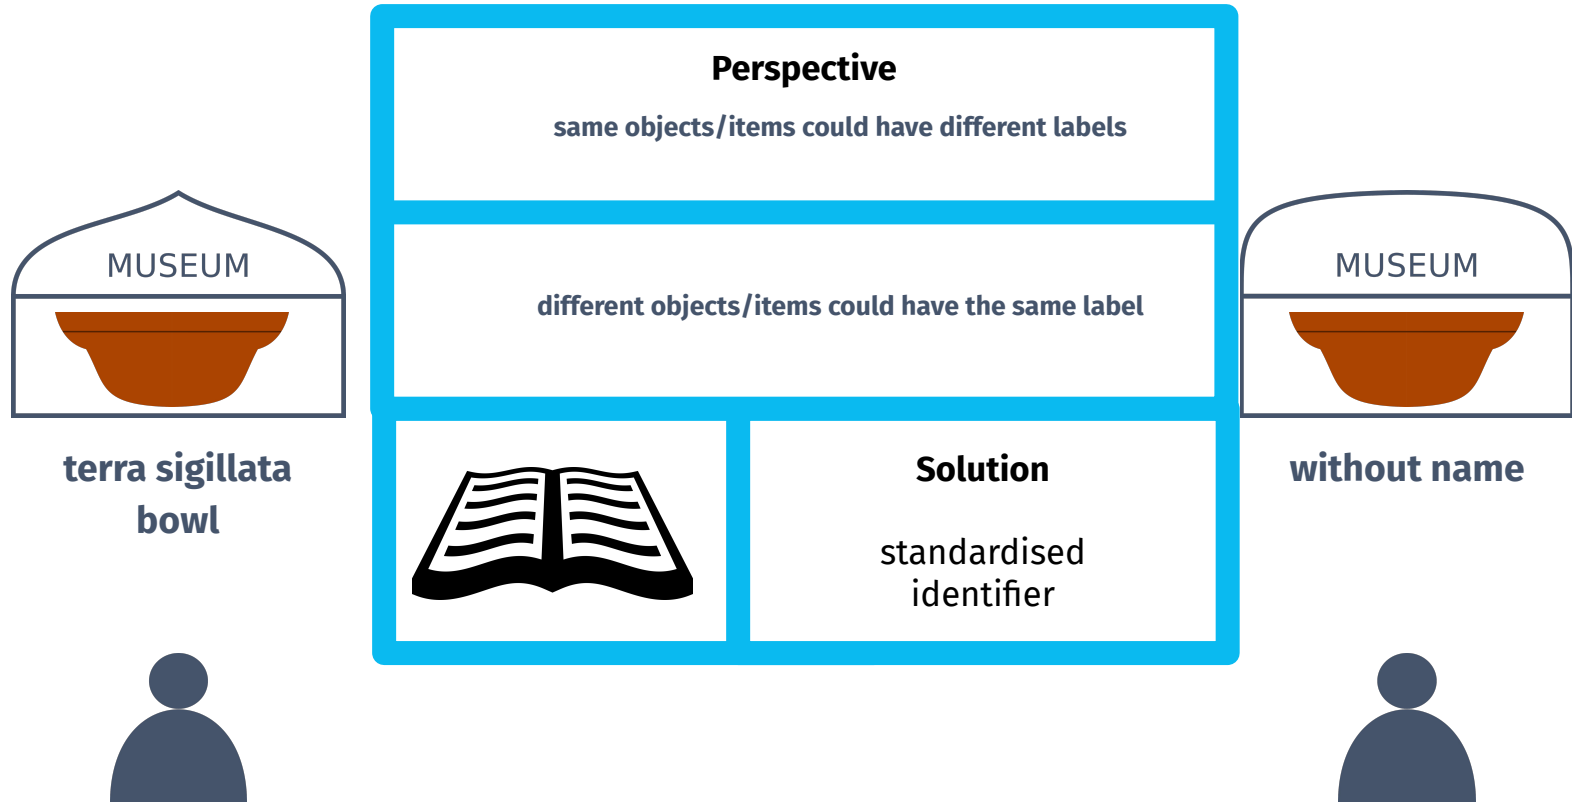 Perspective
same objects/items could have different labels
MUSEUM
MUSEUM
different objects/items could have the same label
terra sigillata
bowl
Solution
standardised
identifier
without name